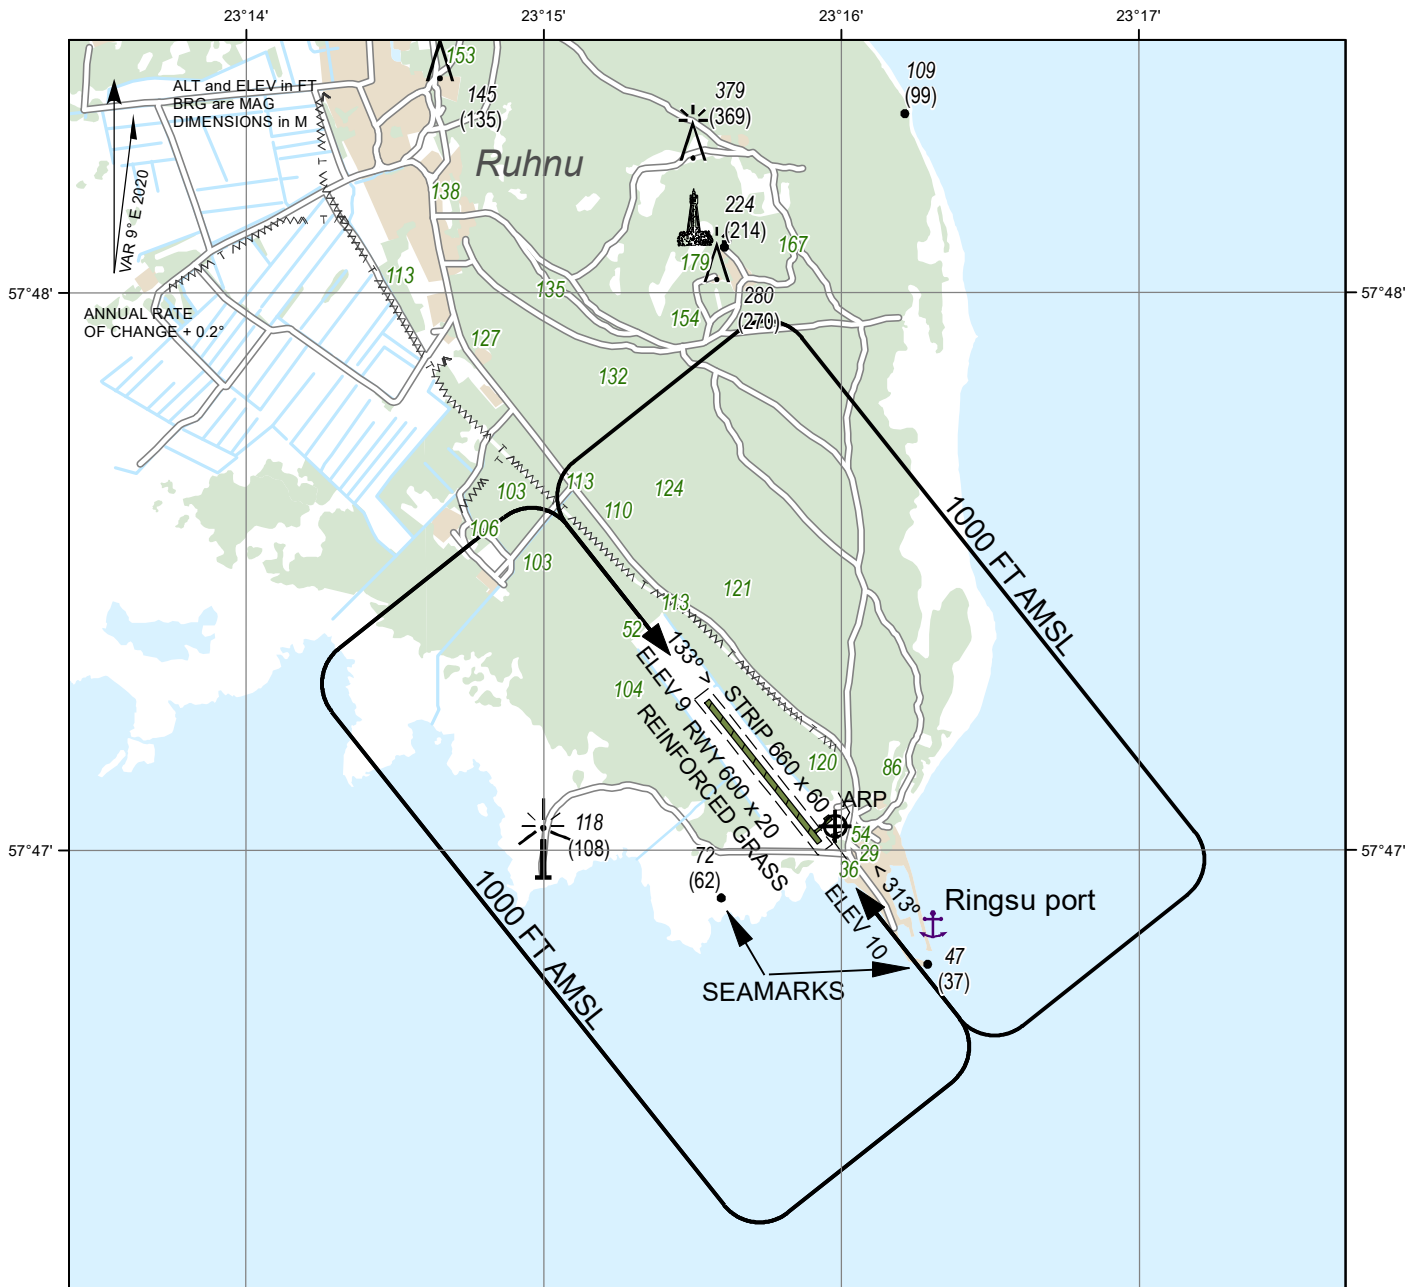 23°14'
23°15'
23°16'
23°17'
153
ALT and ELEV in FT
BRG are MAG
DIMENSIONS in M
145
(135)
379
(369)
109
(99)
Ruhnu
VAR 9° E 2020
138
224
(214)
167
179
113
135
57°48'
57°48'
280
(270)
154
ANNUAL RATE
OF CHANGE + 0.2°
127
132
113
103
124
110
106
103
1000 FT AMSL
121
113
52
133° >
104
ELEV 9
STRIP 660 x 60
RWY 600 x 20
REINFORCED GRASS
120
86
ARP
118
(108)
54
29
36
57°47'
57°47'
72
(62)
< 313°
ELEV 10
Ringsu port
1000 FT AMSL
47
(37)
SEAMARKS